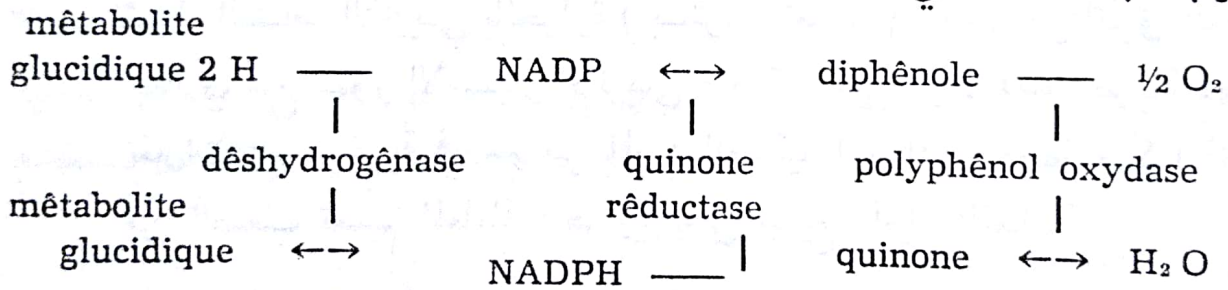 mêtabolite
glucidique 2 H NADP ←→ diphênole ½ O₂
dêshydrogênase quinone polyphênol oxydase
mêtabolite rêductase
glucidique ←→ NADPH quinone ←→ H₂ O